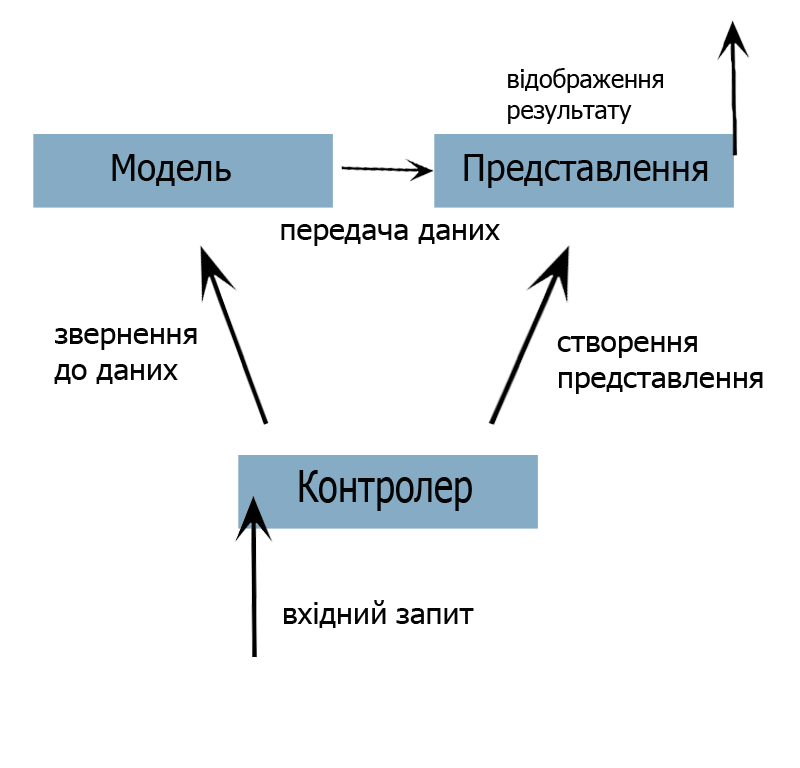 відображення
результату
Модель
Представлення
передача даних
звернення
до даних
створення
представлення
Контролер
вхідний запит